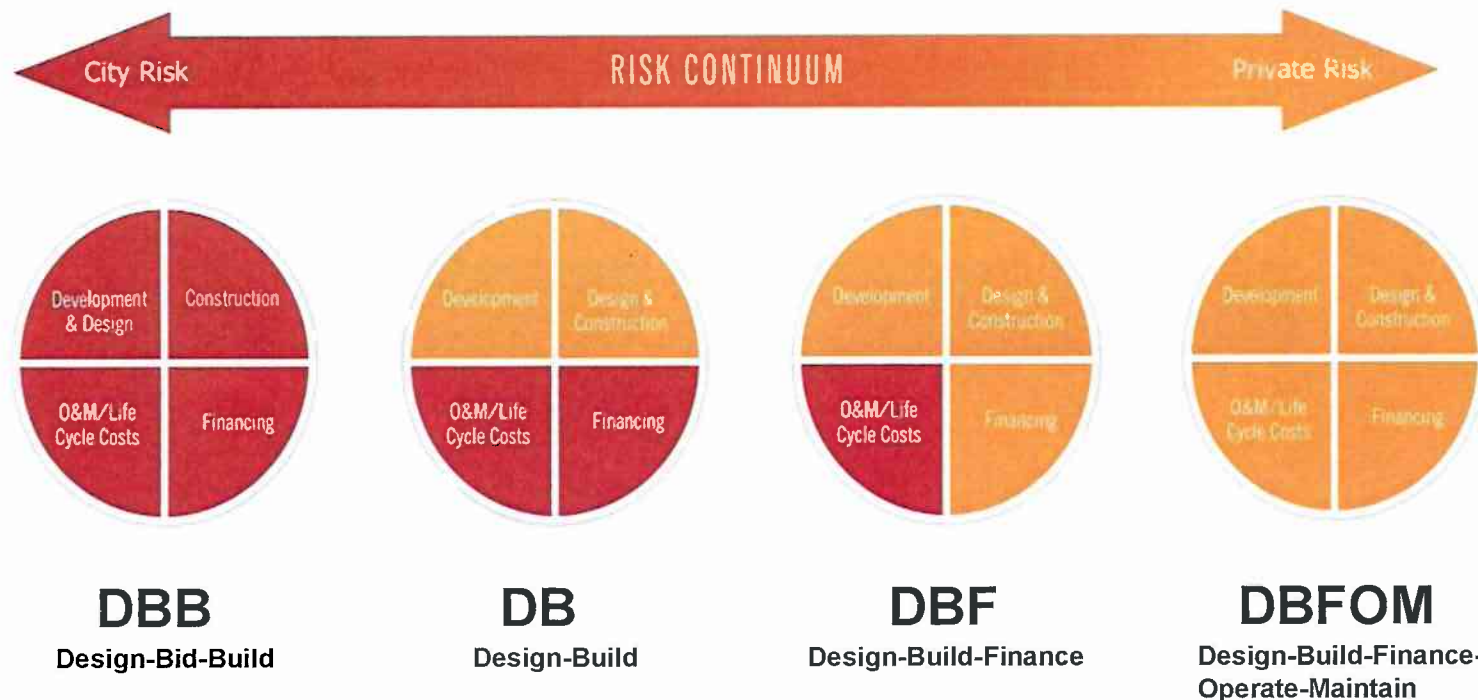 City Risk
RISK CONTINUUM
Private Risk
Development
& Design
Construction
O&M/Life
Cycle Costs
Financing
Development
Design &
Construction
O&M/Life
Cycle Costs
Financing
Development
Design &
Construction
O&M/Life
Cycle Costs
Financing
Development
Design &
Construction
O&M/Life
Cycle Costs
Financing
DBB
Design-Bid-Build
DB
Design-Build
DBF
Design-Build-Finance
DBFOM
Design-Build-Finance-
Operate-Maintain